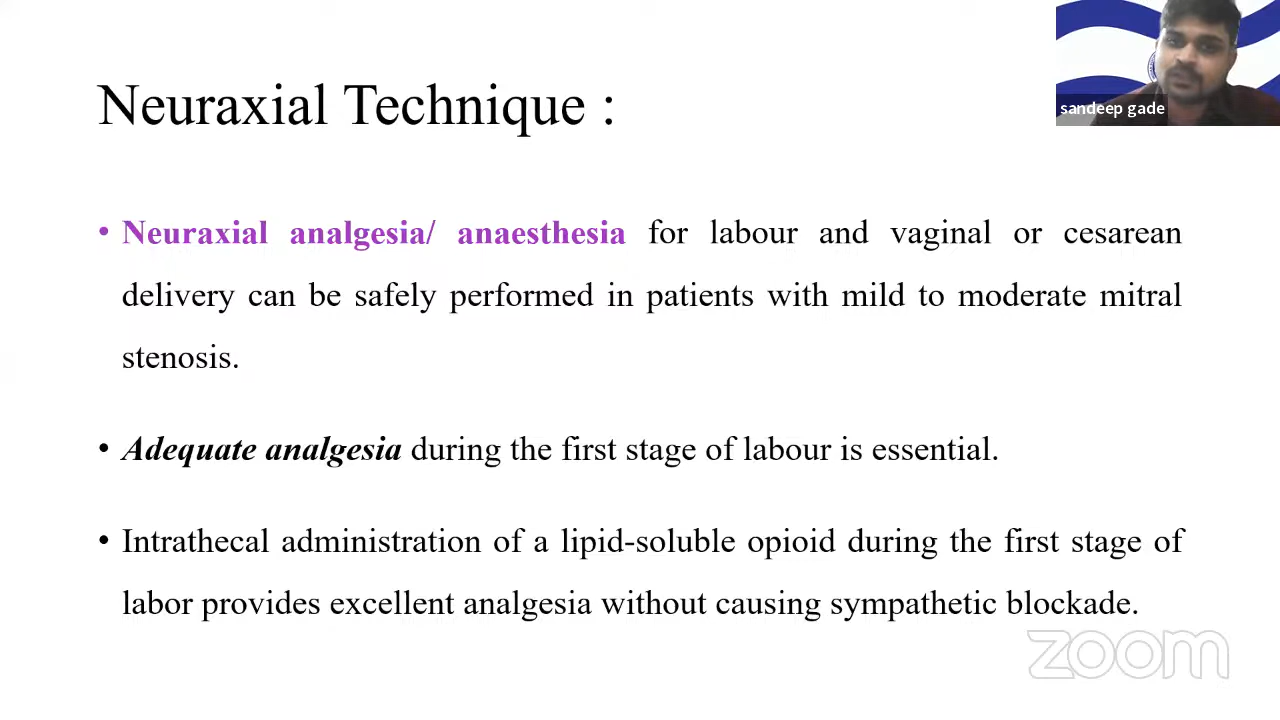 Neuraxial Technique :
sandeep gade
• Neuraxial analgesia/ anaesthesia for labour and vaginal or cesarean
delivery can be safely performed in patients with mild to moderate mitral
stenosis.
• Adequate analgesia during the first stage of labour is essential.
• Intrathecal administration of a lipid-soluble opioid during the first stage of
labor provides excellent analgesia without causing sympathetic blockade.
zoom